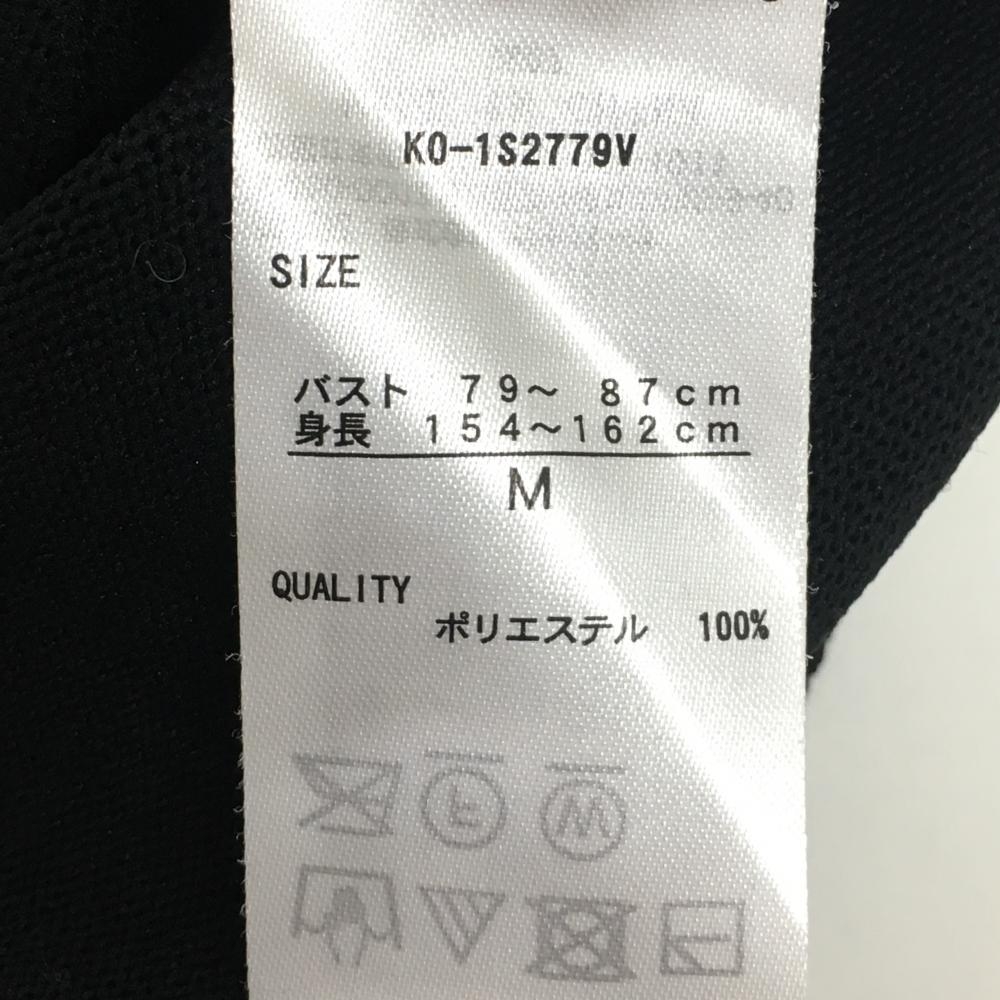 K0-1S2779V
SIZE
バスト 79～ 87cm
身長 154～162cm
M
QUALITY
ポリエステル 100%